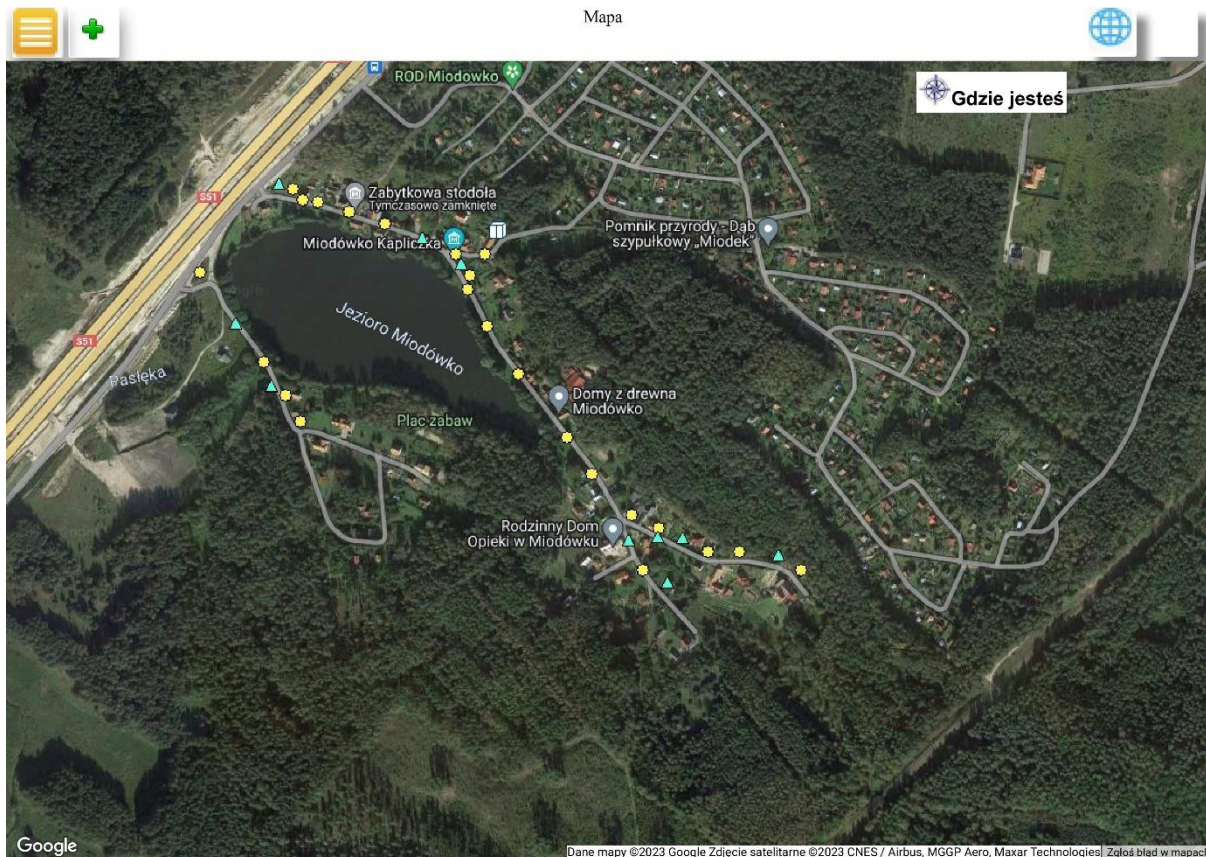 Mapa
ROD Miodówko
Gdzie jesteś
S51
Zabytkowa stodoła
Tymczasowo zamknięte
Miodówko Kapliczka
Pomnik przyrody - Dąb
szypułkowy „Miodek”
Jezioro Miodówko
S51
Pasłęka
Domy z drewna
Miodówko
Plac zabaw
Rodzinny Dom
Opieki w Miodówku
Google
Dane mapy ©2023 Google Zdjęcie satelitarne ©2023 CNES / Airbus, MGGP Aero, Maxar Technologies
Zgłoś błąd w mapach